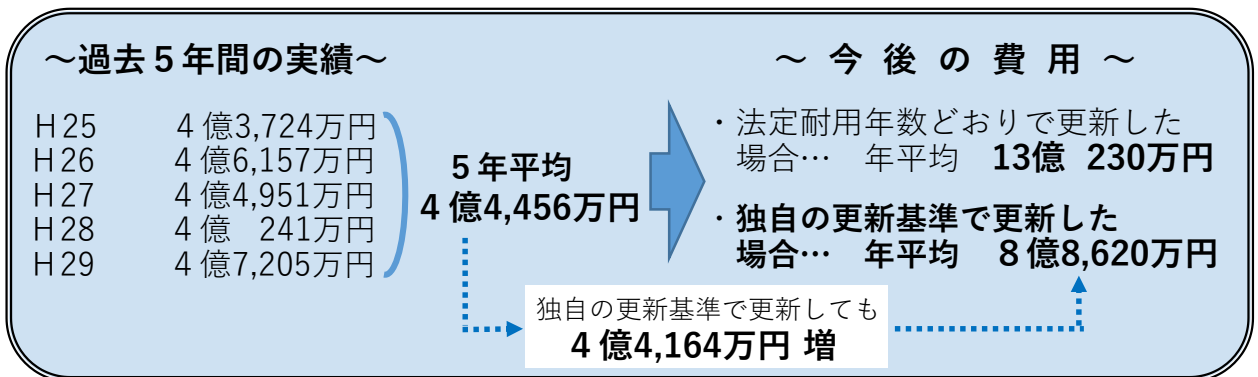 ～過去５年間の実績～
H25 4億3,724万円
H26 4億6,157万円
H27 4億4,951万円
H28 4億 241万円
H29 4億7,205万円
５年平均
4億4,456万円
～ 今 後 の 費 用 ～
・法定耐用年数どおりで更新した
場合… 年平均 13億 230万円
・独自の更新基準で更新した
場合… 年平均 8億8,620万円
独自の更新基準で更新しても
4億4,164万円 増